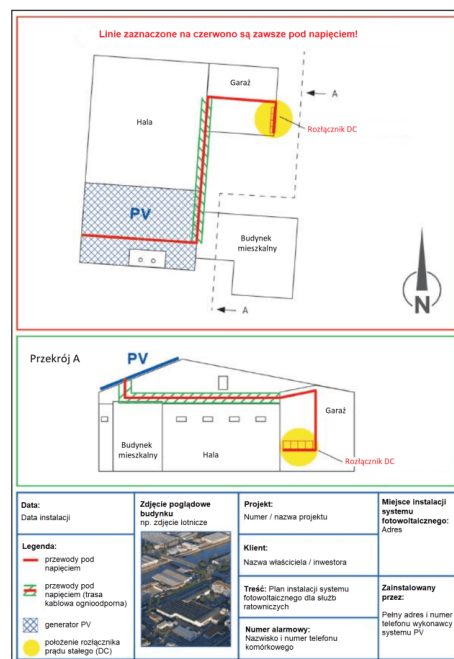 Linie zaznaczone na czerwono są zawsze pod napięciem!
Garaż
A
Hala
Rozłącznik DC
PV
Budynek
mieszkalny
A
N
Przekrój A
PV
Garaż
Budynek
mieszkalny
Hala
Rozłącznik DC
Data:
Data instalacji
Legenda:
przewody pod
napięciem
przewody pod
napięciem (trasa
kablowa ognioodporna)
generator PV
położenie rozłącznika
prądu stałego (DC)
Zdjęcie poglądowe
budynku
np. zdjęcie lotnicze
Projekt:
Numer / nazwa projektu
Klient:
Nazwa właściciela / inwestora
Treść: Plan instalacji systemu
fotowoltaicznego dla służb
ratowniczych
Numer alarmowy:
Nazwisko i numer telefonu
komórkowego
Miejsce instalacji
systemu
fotowoltaicznego:
Adres
Zainstalowany
przez:
Pełny adres i numer
telefonu wykonawcy
systemu PV